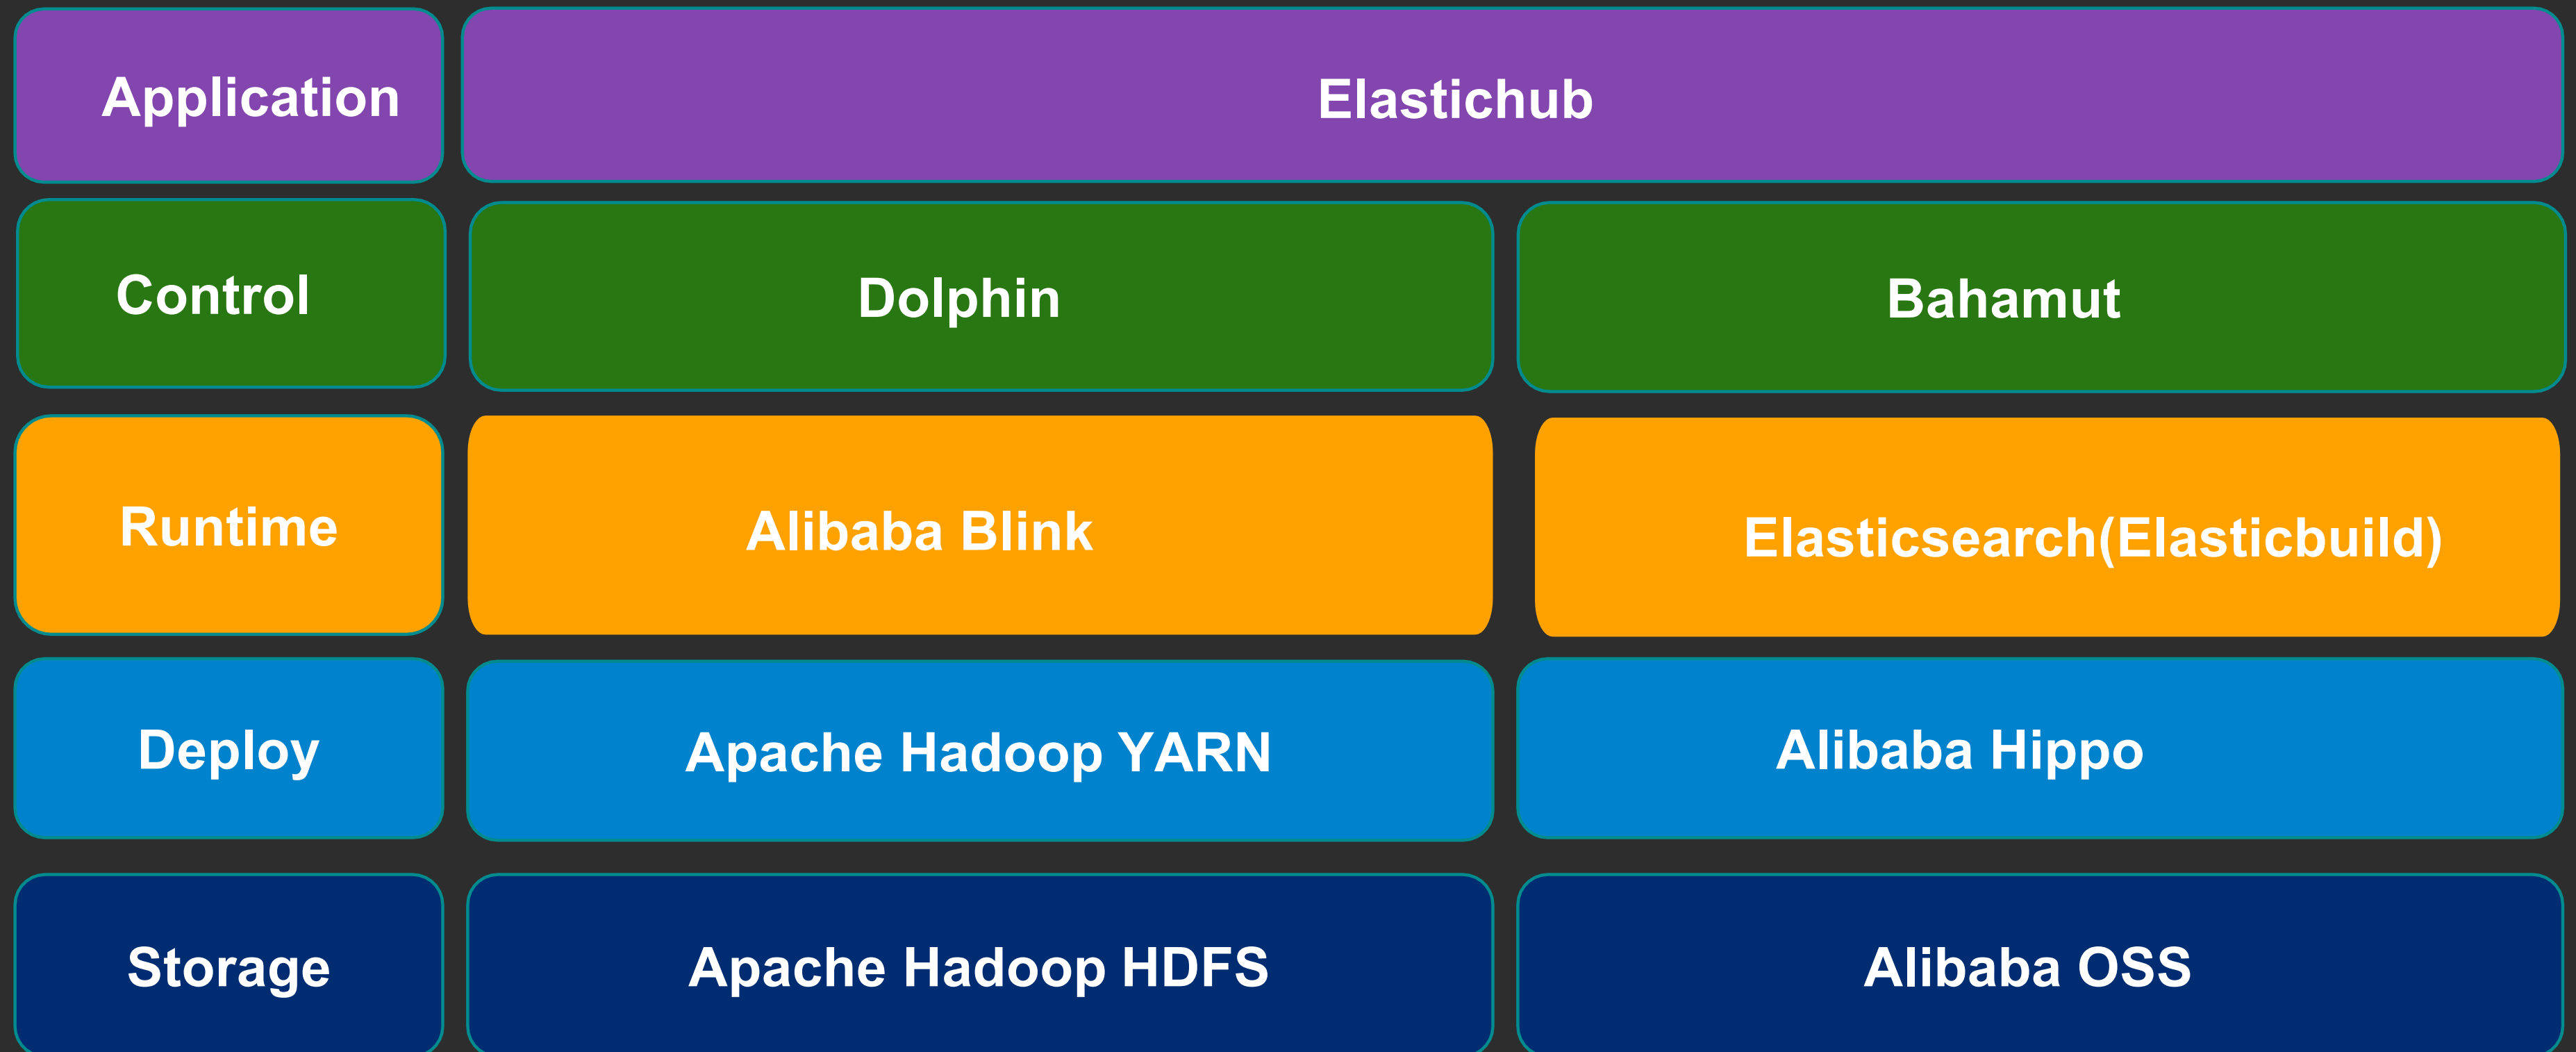 Application
Elastichub
Control
Dolphin
Bahamut
Runtime
Alibaba Blink
Elasticsearch(Elasticbuild)
Deploy
Apache Hadoop YARN
Alibaba Hippo
Storage
Apache Hadoop HDFS
Alibaba OSS